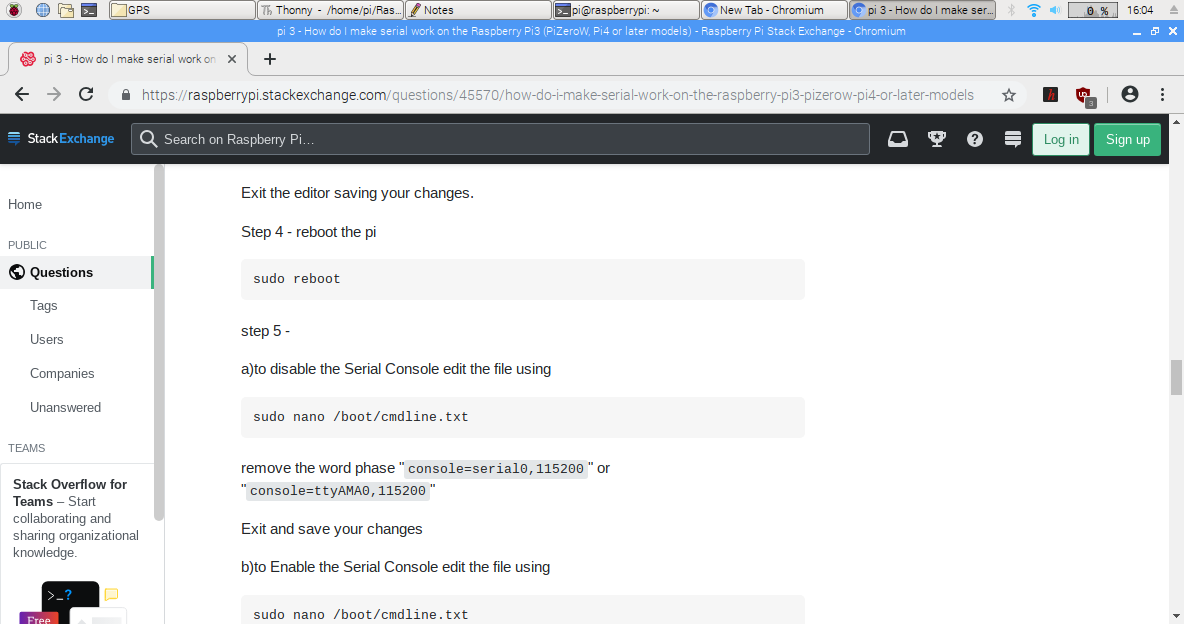 GPS
Thonny - /home/pi/Ras...
Notes
pi@raspberrypi: ~
New Tab - Chromium
pi 3 - How do I make ser...
0 %
16:04
pi 3 - How do I make serial work on the Raspberry Pi3 (PiZeroW, Pi4 or later models) - Raspberry Pi Stack Exchange - Chromium
pi 3 - How do I make serial work on
https://raspberrypi.stackexchange.com/questions/45570/how-do-i-make-serial-work-on-the-raspberry-pi3-pizerow-pi4-or-later-models
h
3
StackExchange
Search on Raspberry Pi…
Log in
Sign up
Home
PUBLIC
Questions
Tags
Users
Companies
Unanswered
TEAMS
Stack Overflow for
Teams – Start
collaborating and
sharing organizational
knowledge.
>_?
Free
Exit the editor saving your changes.
Step 4 - reboot the pi
sudo reboot
step 5 -
a)to disable the Serial Console edit the file using
sudo nano /boot/cmdline.txt
remove the word phase "console=serial0,115200" or
"console=ttyAMA0,115200"
Exit and save your changes
b)to Enable the Serial Console edit the file using
sudo nano /boot/cmdline.txt